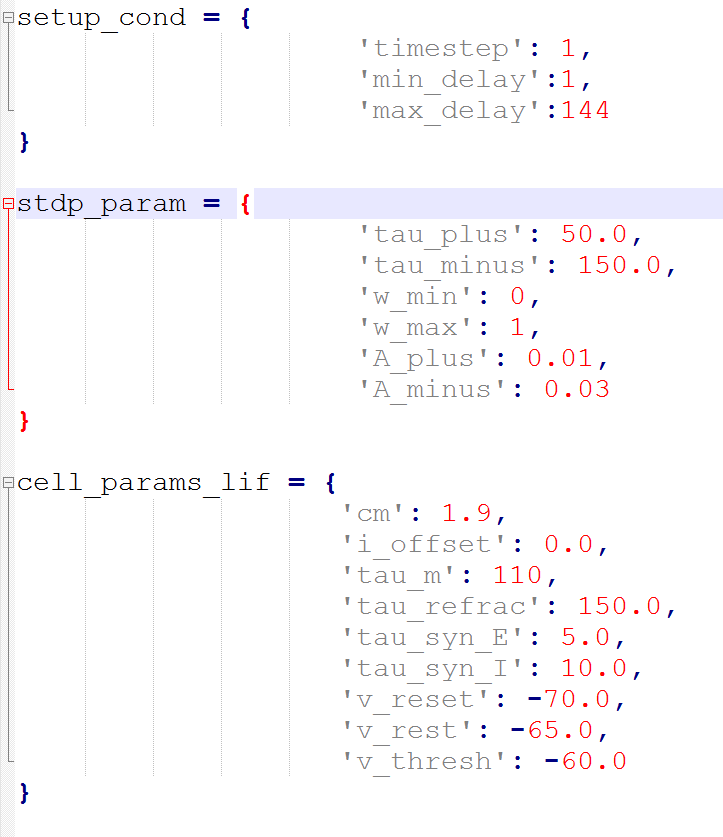 setup_cond = {
'timestep': 1,
'min_delay':1,
'max_delay':144
}
stdp_param = {
'tau_plus': 50.0,
'tau_minus': 150.0,
'w_min': 0,
'w_max': 1,
'A_plus': 0.01,
'A_minus': 0.03
}
cell_params_lif = {
'cm': 1.9,
'i_offset': 0.0,
'tau_m': 110,
'tau_refrac': 150.0,
'tau_syn_E': 5.0,
'tau_syn_I': 10.0,
'v_reset': -70.0,
'v_rest': -65.0,
'v_thresh': -60.0
}